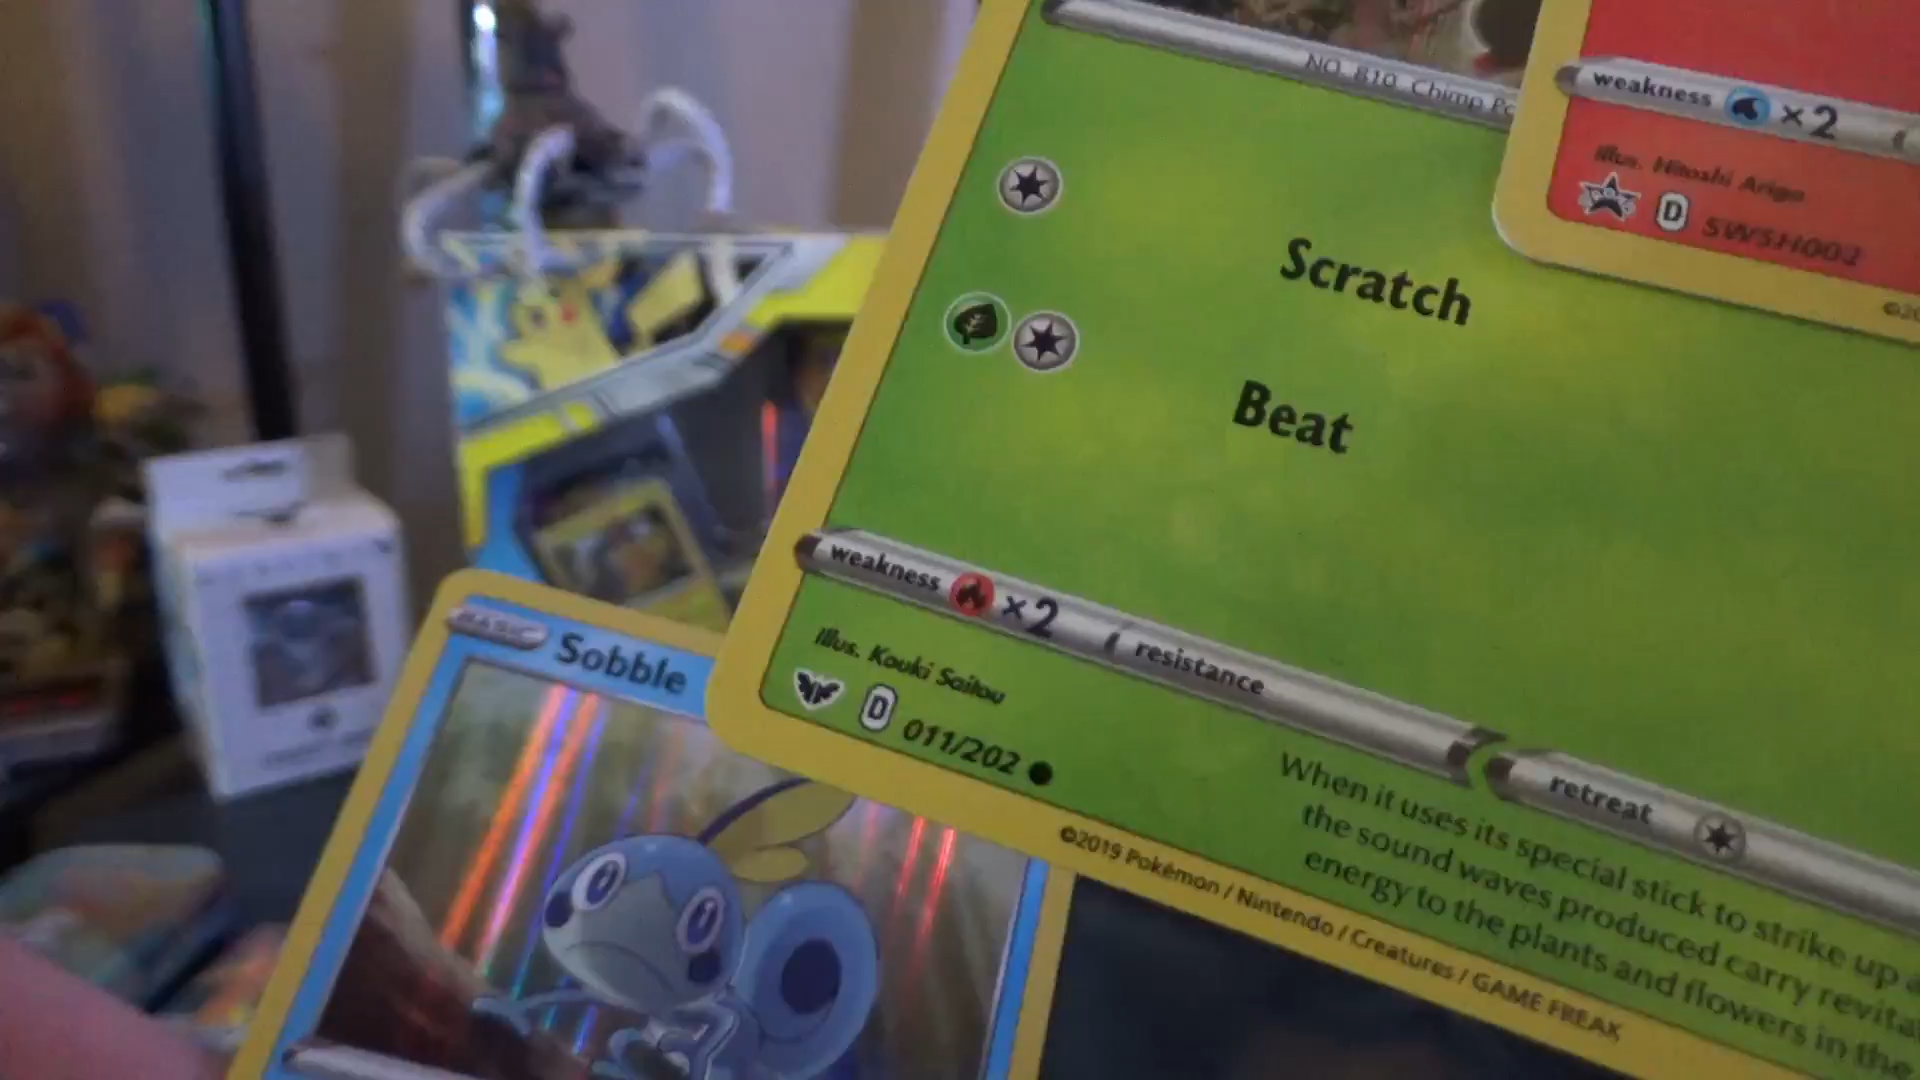 NO. 810 Chimp Po
weakness ×2
Illus. Hitoshi Ariga
D SWSH002
©20
Scratch
Beat
weakness ×2 resistance
retreat
Illus. Kouki Saitou
D 011/202
When it uses its special stick to strike up a
the sound waves produced carry revita
energy to the plants and flowers in the
©2019 Pokémon / Nintendo / Creatures / GAME FREAK
BASIC Sobble